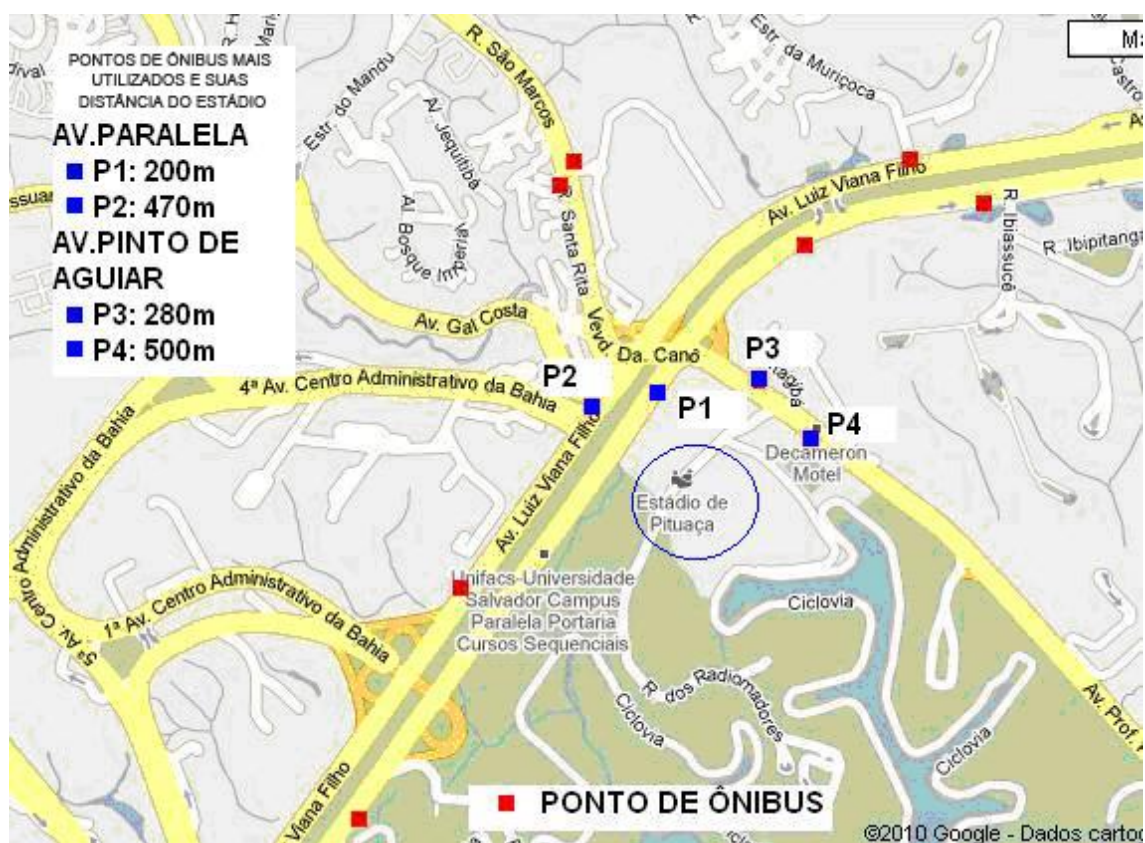 PONTOS DE ÔNIBUS MAIS
UTILIZADOS E SUAS
DISTÂNCIA DO ESTÁDIO
AV.PARALELA
P1: 200m
P2: 470m
AV.PINTO DE
AGUIAR
P3: 280m
P4: 500m
R. São Marcos
Estr. do Mandu
Al. Jequitibá
Al. Bosque Imperial
R. Santa Rita
Estr. da Muriçoca
Av. Luiz Viana Filho
R. Ibiassucê
R. Ibipitanga
Av. Gal Costa
Vevd.
Da. Canô
P3
P2
P1
P4
4ª Av. Centro Administrativo da Bahia
Decameron
Motel
Estádio de
Pituaça
Av. Luiz Viana Filho
5ª Av. Centro Administrativo da Bahia
1ª Av. Centro Administrativo da Bahia
Unifacs-Universidade
Salvador Campus
Paralela Portaria
Cursos Sequenciais
Ciclovia
R. dos Radiomadores
Ciclovia
Ciclovia
Av. Prof.
Viana Filho
PONTO DE ÔNIBUS
©2010 Google - Dados cartoc